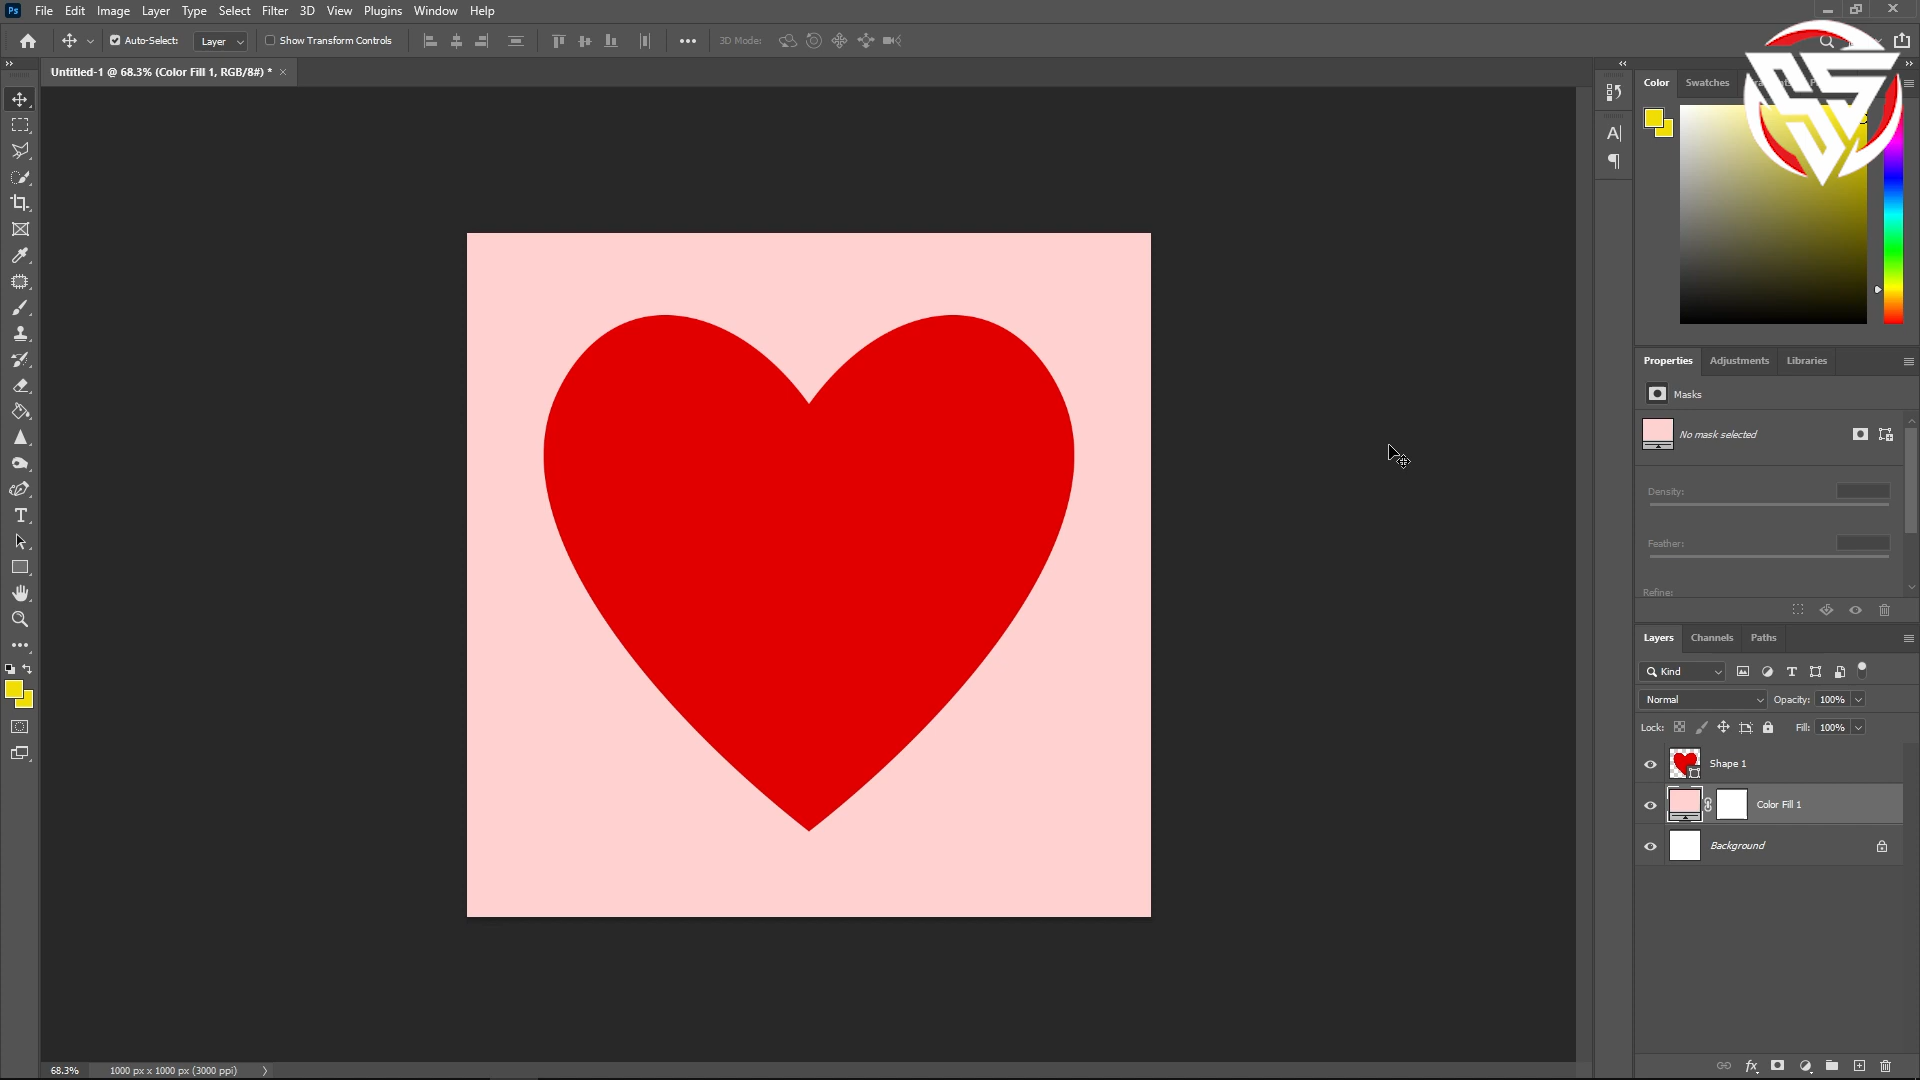 Ps File Edit Image Layer Type Select Filter 3D View Plugins Window Help
Auto-Select: Layer Show Transform Controls 3D Mode:
Untitled-1 @ 68.3% (Color Fill 1, RGB/8#) *
Color Swatches
Properties Adjustments Libraries
Masks
No mask selected
Density:
Feather:
Refine:
Layers Channels Paths
Kind
Normal Opacity: 100%
Lock: Fill: 100%
Shape 1
Color Fill 1
Background
68.3% 1000 px x 1000 px (3000 ppi)